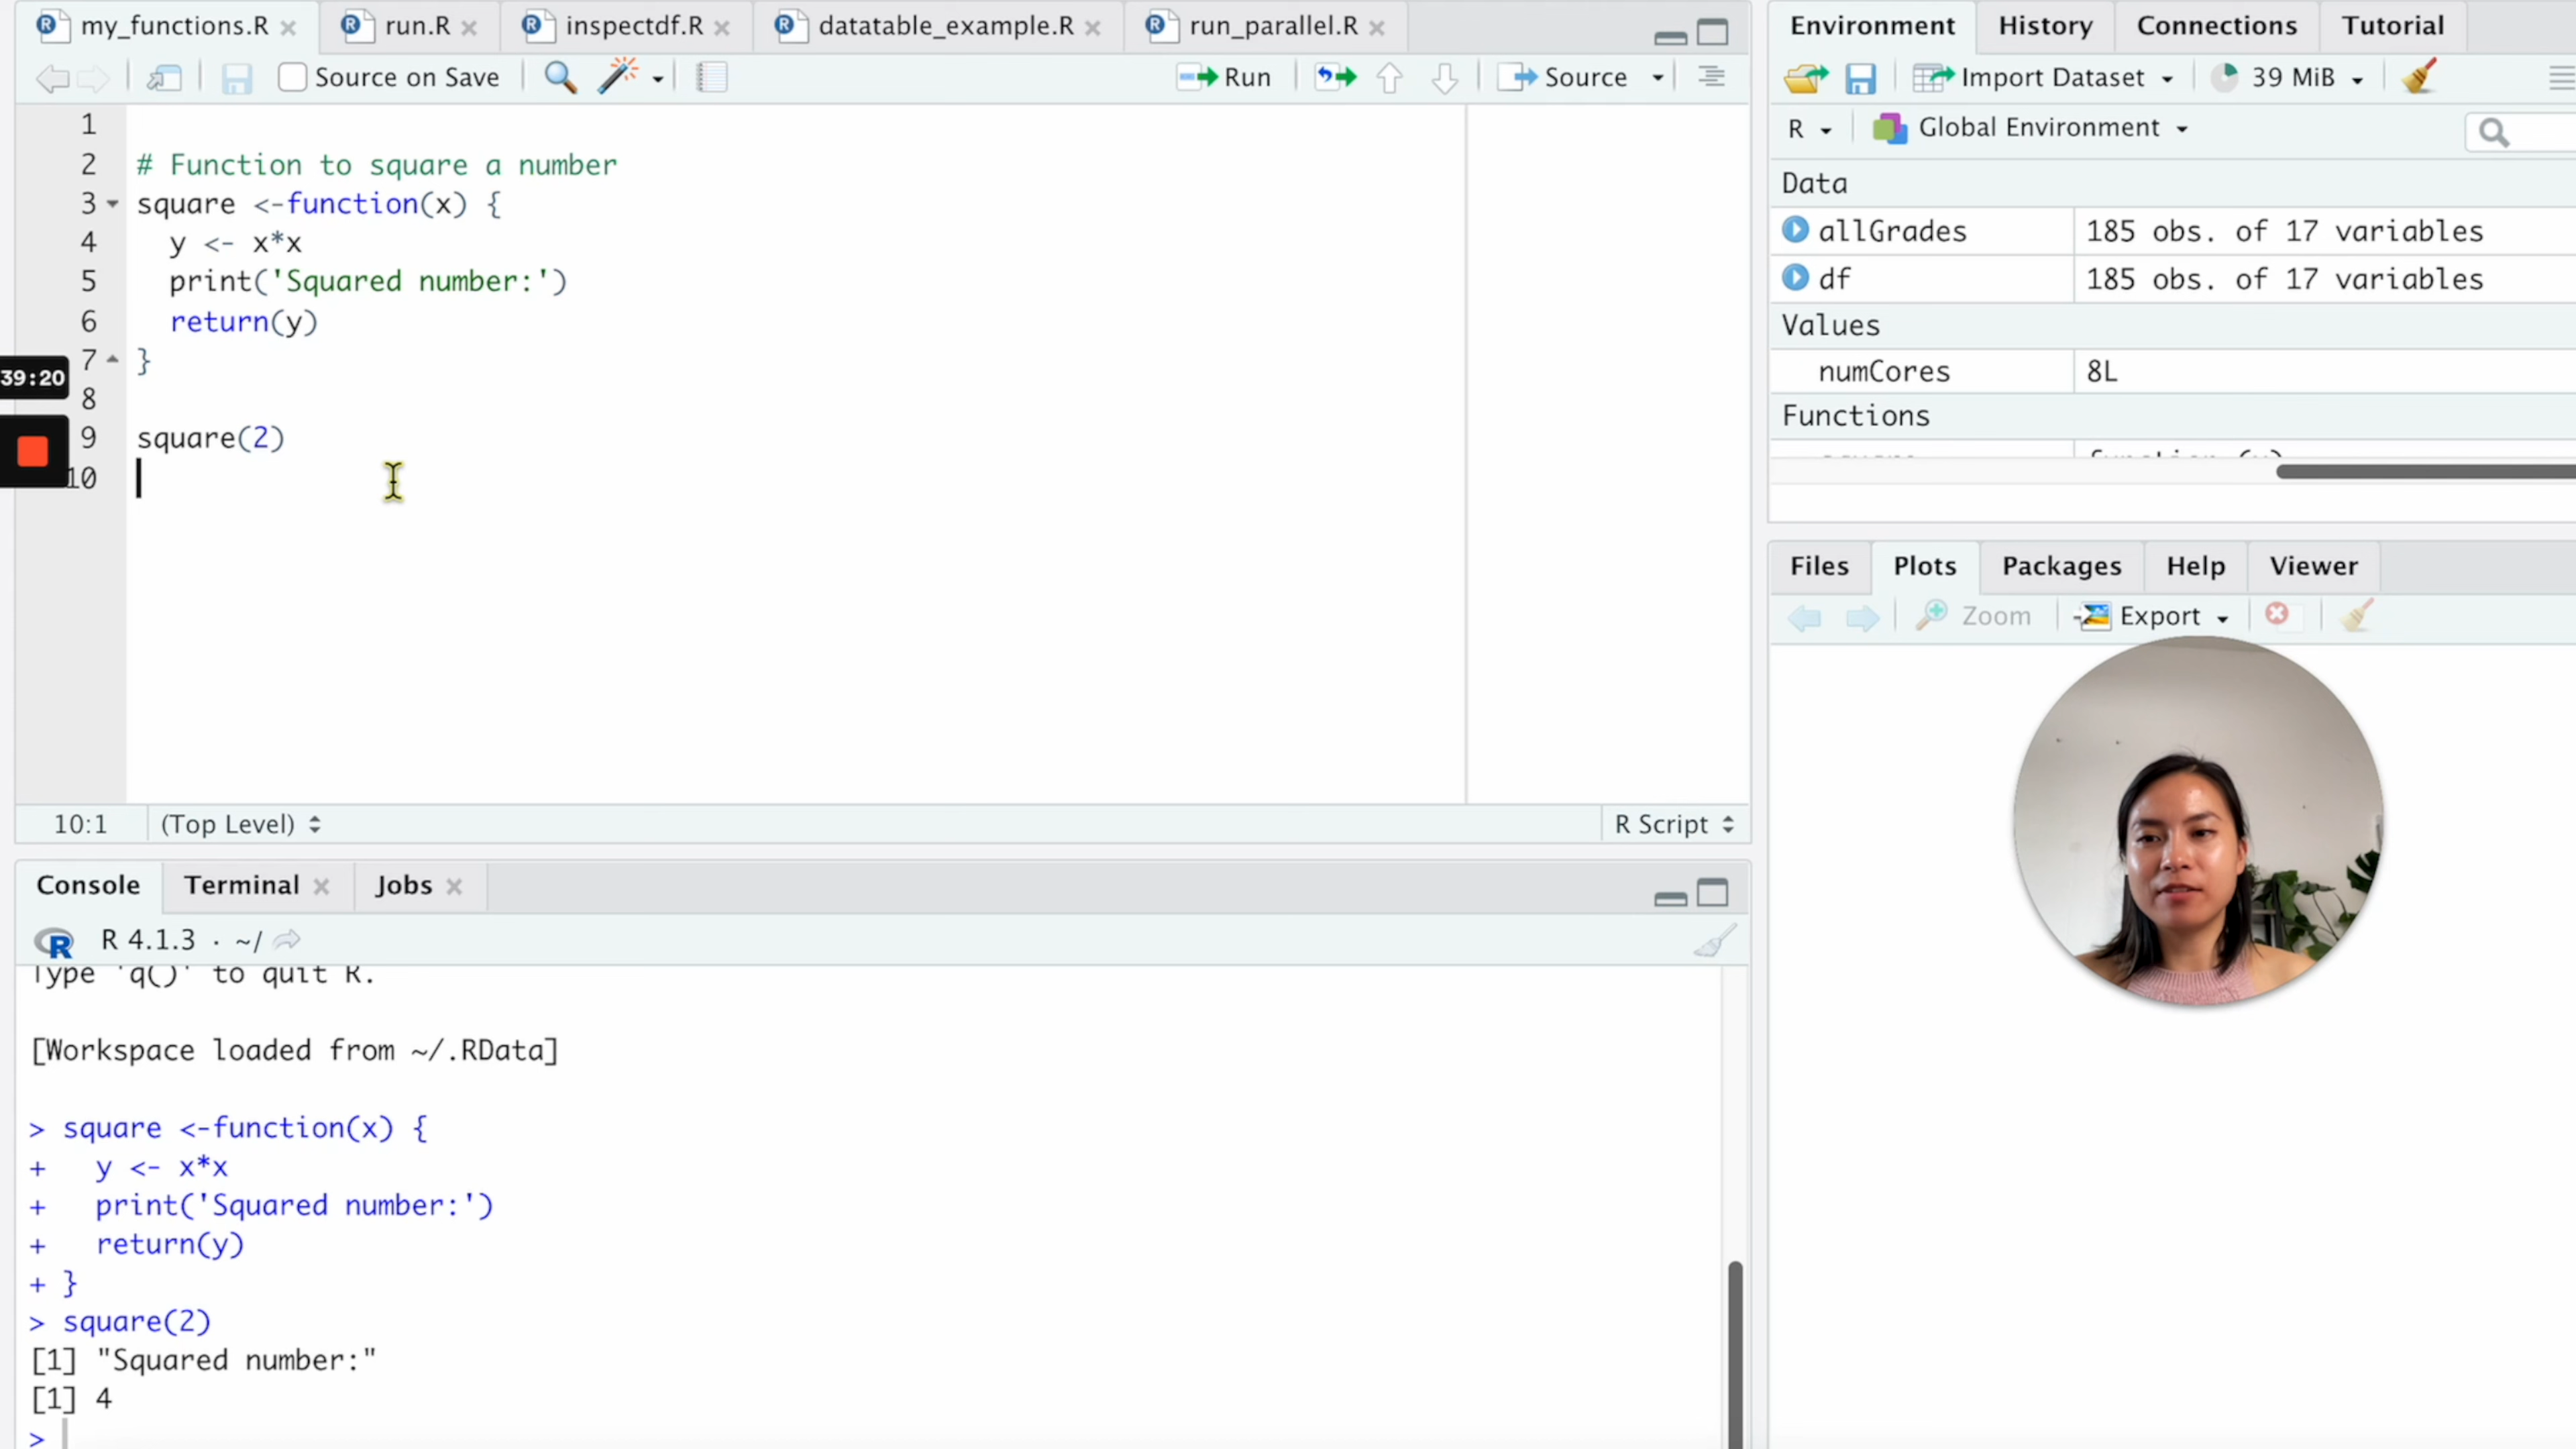 my_functions.R run.R inspectdf.R datatable_example.R run_parallel.R
Source on Save Run Source
1
2 # Function to square a number
3 square <-function(x) {
4 y <- x*x
5 print('Squared number:')
6 return(y)
7 }
8
9 square(2)
10
39:20
10:1 (Top Level) R Script
Console Terminal Jobs
R 4.1.3 · ~/
Type 'q()' to quit R.
[Workspace loaded from ~/.RData]
> square <-function(x) {
+ y <- x*x
+ print('Squared number:')
+ return(y)
+ }
> square(2)
[1] "Squared number:"
[1] 4
>
Environment History Connections Tutorial
Import Dataset 39 MiB
R Global Environment
Data
allGrades 185 obs. of 17 variables
df 185 obs. of 17 variables
Values
numCores 8L
Functions
Files Plots Packages Help Viewer
Zoom Export